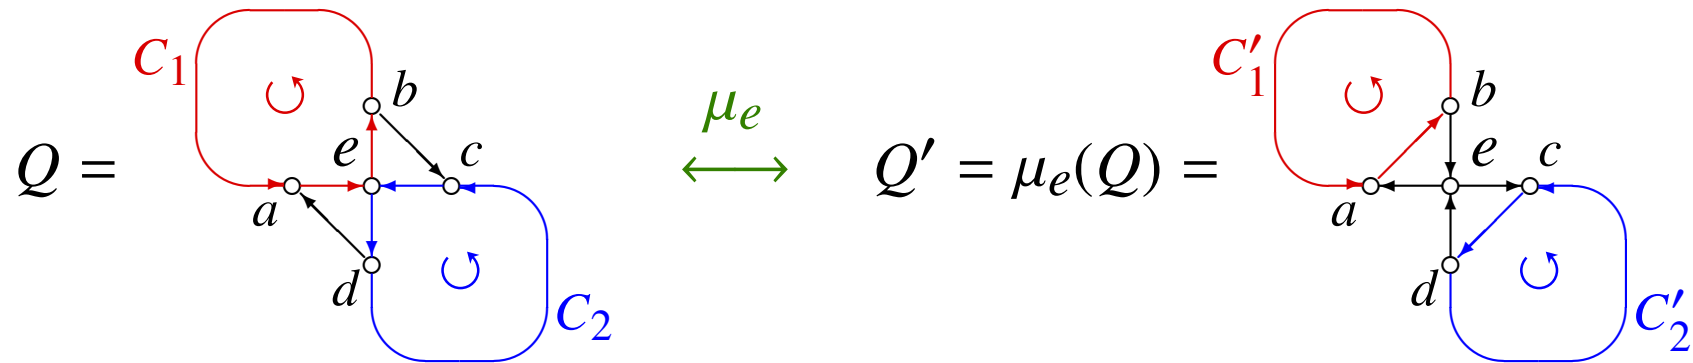 C₁
b
e
c
Q =
a
d
C₂
μₑ
C′₁
b
e
c
Q′ = μₑ(Q) =
a
d
C′₂